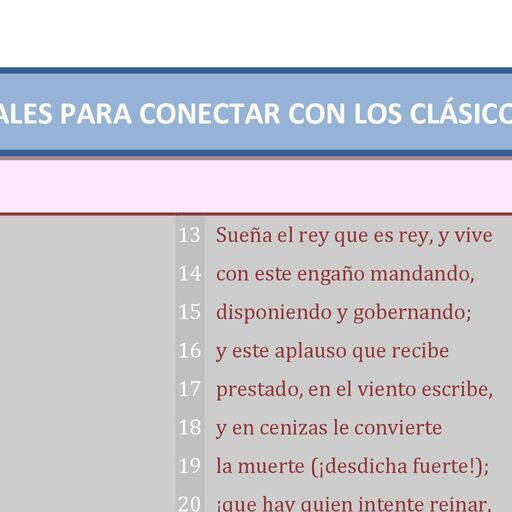 ALES PARA CONECTAR CON LOS CLÁSICO
13 Sueña el rey que es rey, y vive
14 con este engaño mandando,
15 disponiendo y gobernando;
16 y este aplauso que recibe
17 prestado, en el viento escribe,
18 y en cenizas le convierte
19 la muerte (¡desdicha fuerte!);
20 ¡que hay quien intente reinar,